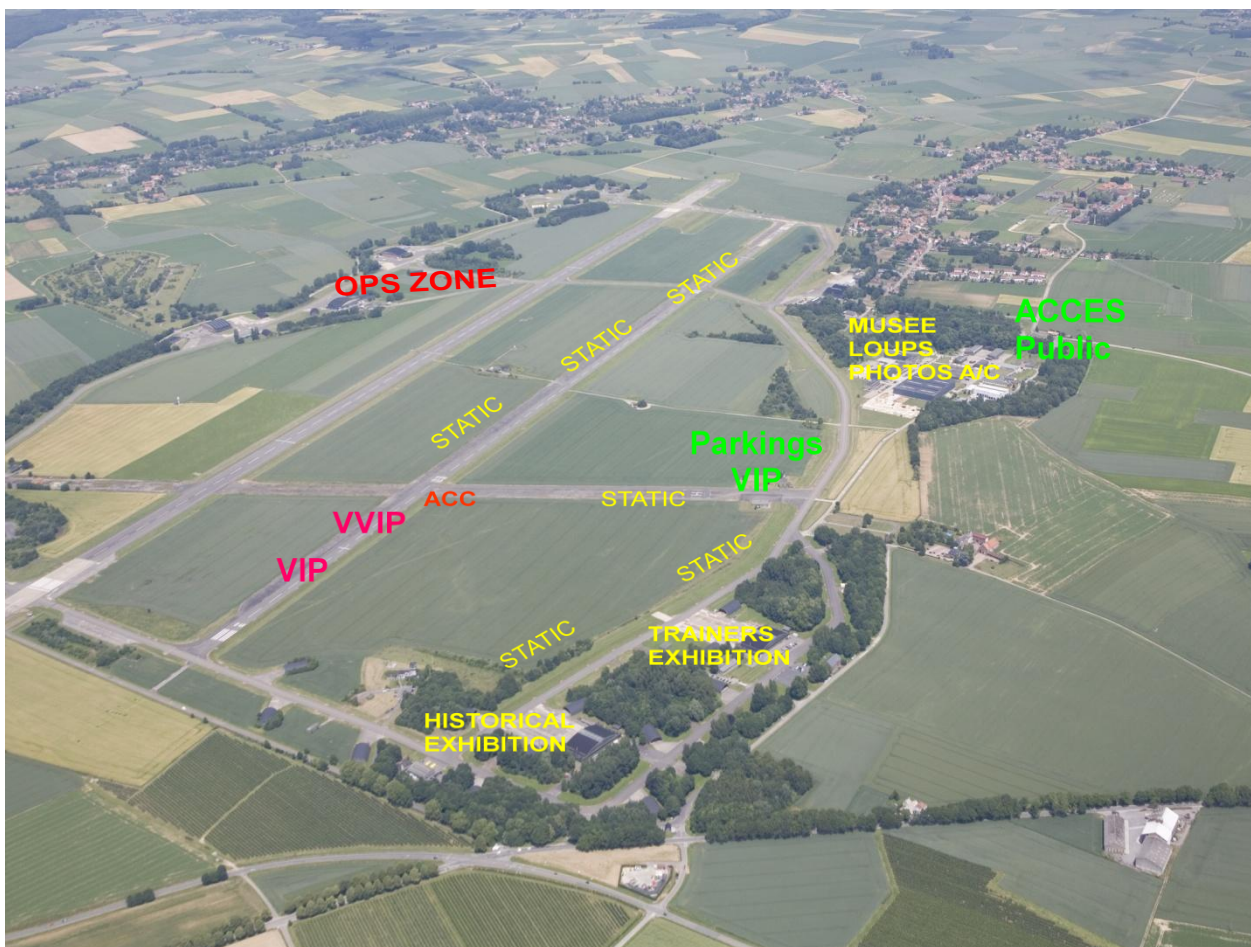 OPS ZONE
STATIC
STATIC
STATIC
MUSEE
LOUPS
PHOTOS A/C
ACCES
Public
Parkings
VIP
ACC
STATIC
VVIP
VIP
STATIC
STATIC
TRAINERS
EXHIBITION
HISTORICAL
EXHIBITION